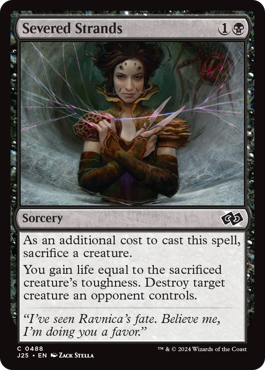 Severed Strands 1
Sorcery
As an additional cost to cast this spell,
sacrifice a creature.
You gain life equal to the sacrificed
creature's toughness. Destroy target
creature an opponent controls.
"I've seen Ravnica's fate. Believe me,
I'm doing you a favor."
C 0488
J25 • EN ZACK STELLA
™ & © 2024 Wizards of the Coast